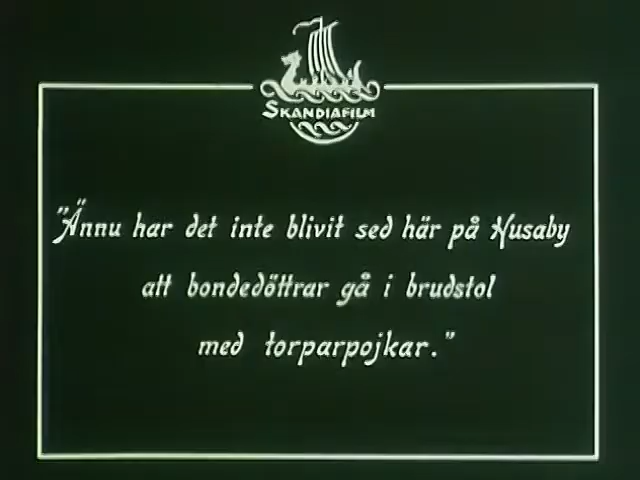 SKANDIAFILM
"Ännu har det inte blivit sed här på Husaby
att bondedöttrar gå i brudstol
med torparpojkar."